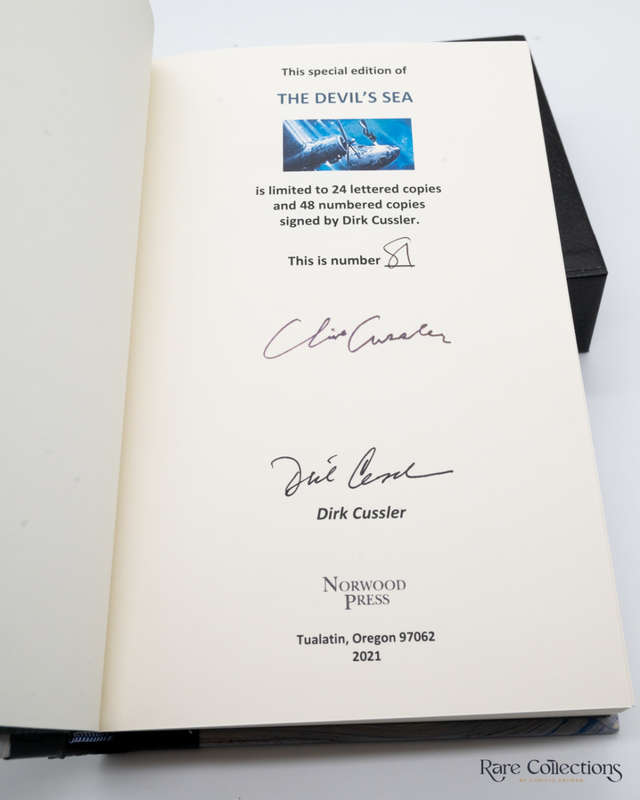 This special edition of
THE DEVIL'S SEA
is limited to 24 lettered copies
and 48 numbered copies
signed by Dirk Cussler.
This is number 81
Clive Cussler
Dirk Cussler
Dirk Cussler
NORWOOD
PRESS
Tualatin, Oregon 97062
2021
Rare Collections